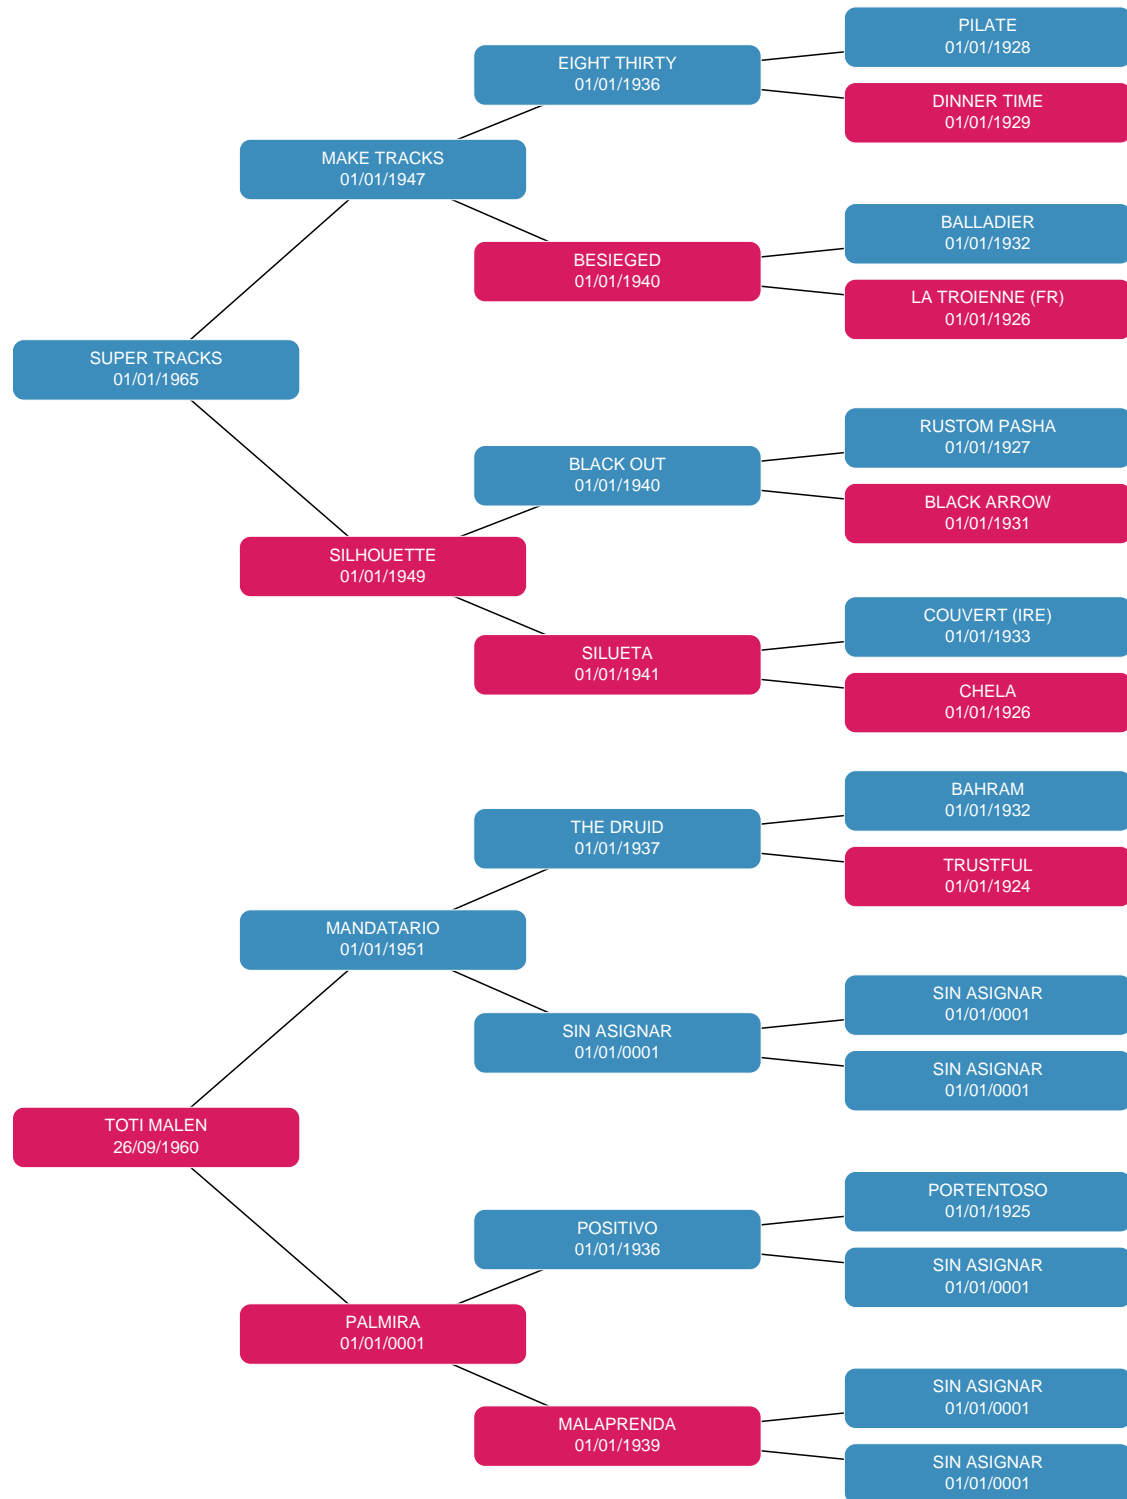 PILATE
01/01/1928
EIGHT THIRTY
01/01/1936
DINNER TIME
01/01/1929
MAKE TRACKS
01/01/1947
BALLADIER
01/01/1932
BESIEGED
01/01/1940
LA TROIENNE (FR)
01/01/1926
SUPER TRACKS
01/01/1965
RUSTOM PASHA
01/01/1927
BLACK OUT
01/01/1940
BLACK ARROW
01/01/1931
SILHOUETTE
01/01/1949
COUVERT (IRE)
01/01/1933
SILUETA
01/01/1941
CHELA
01/01/1926
BAHRAM
01/01/1932
THE DRUID
01/01/1937
TRUSTFUL
01/01/1924
MANDATARIO
01/01/1951
SIN ASIGNAR
01/01/0001
SIN ASIGNAR
01/01/0001
SIN ASIGNAR
01/01/0001
TOTI MALEN
26/09/1960
PORTENTOSO
01/01/1925
POSITIVO
01/01/1936
SIN ASIGNAR
01/01/0001
PALMIRA
01/01/0001
SIN ASIGNAR
01/01/0001
MALAPRENDA
01/01/1939
SIN ASIGNAR
01/01/0001